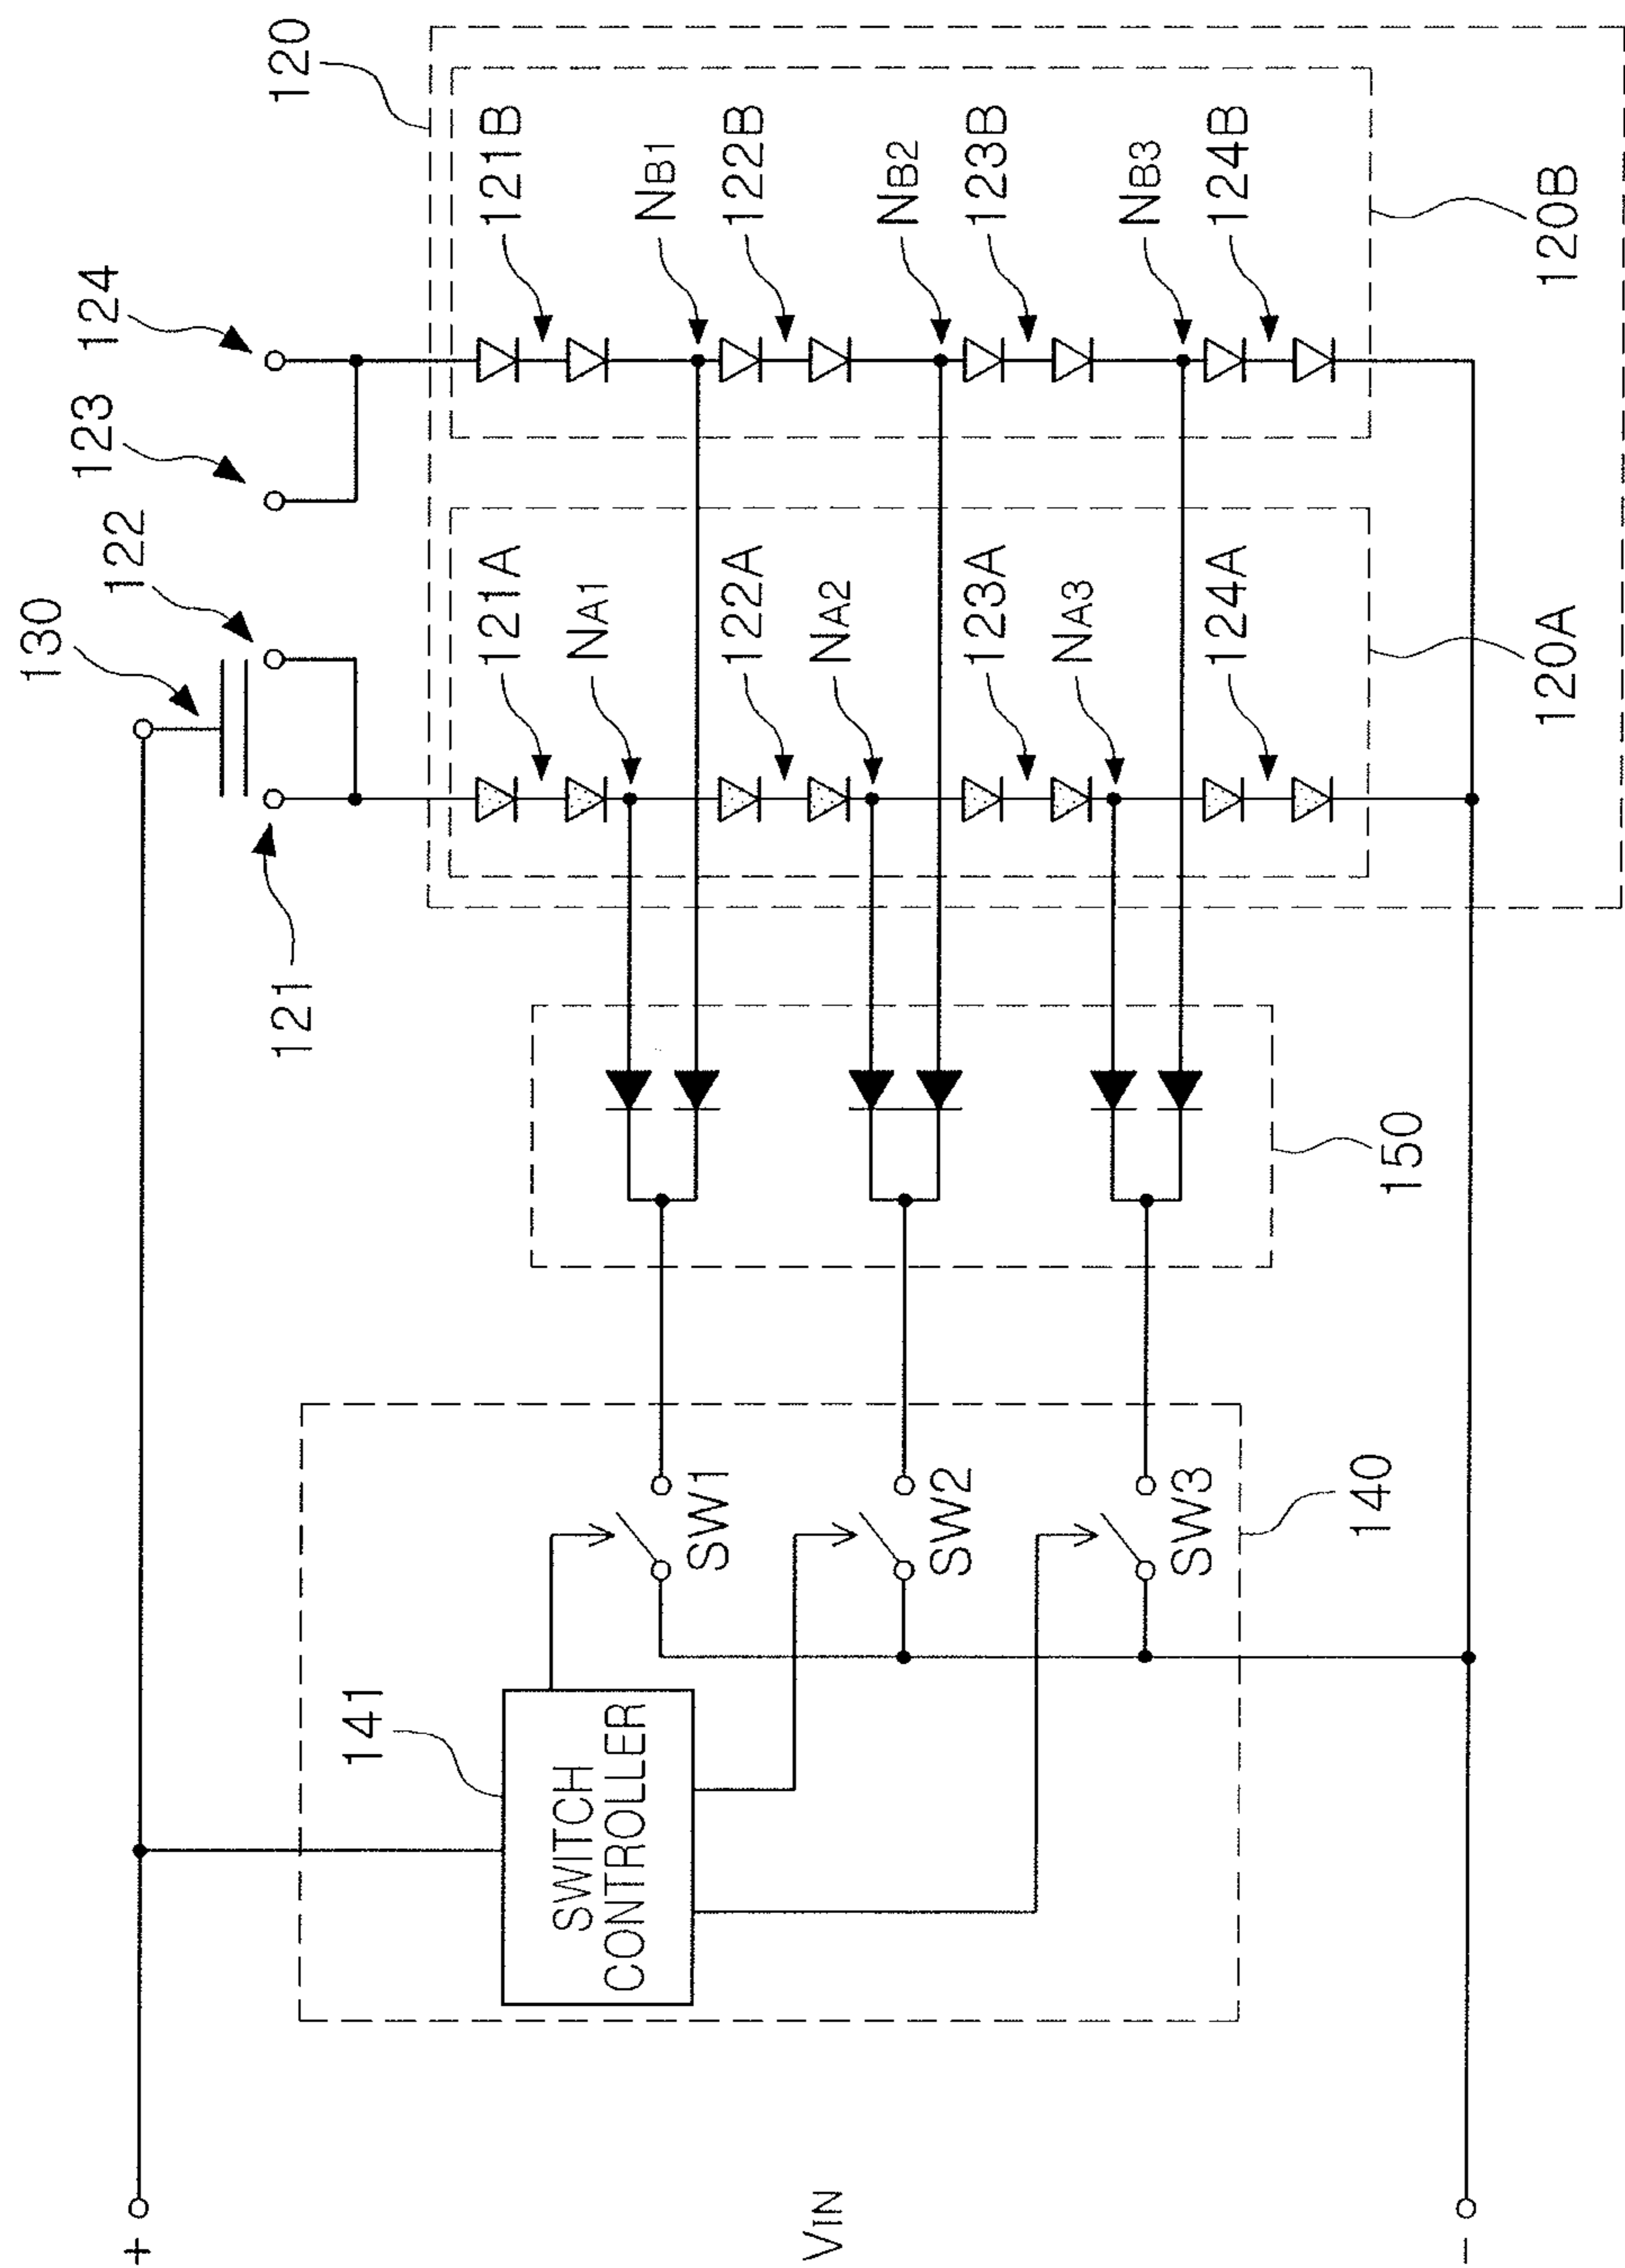 120
124
123
122
130
121
121B
NB1
122B
NB2
123B
NB3
124B
120B
121A
NA1
122A
NA2
123A
NA3
124A
120A
150
SW1
SW2
SW3
140
141
SWITCH
CONTROLLER
+
VIN
−